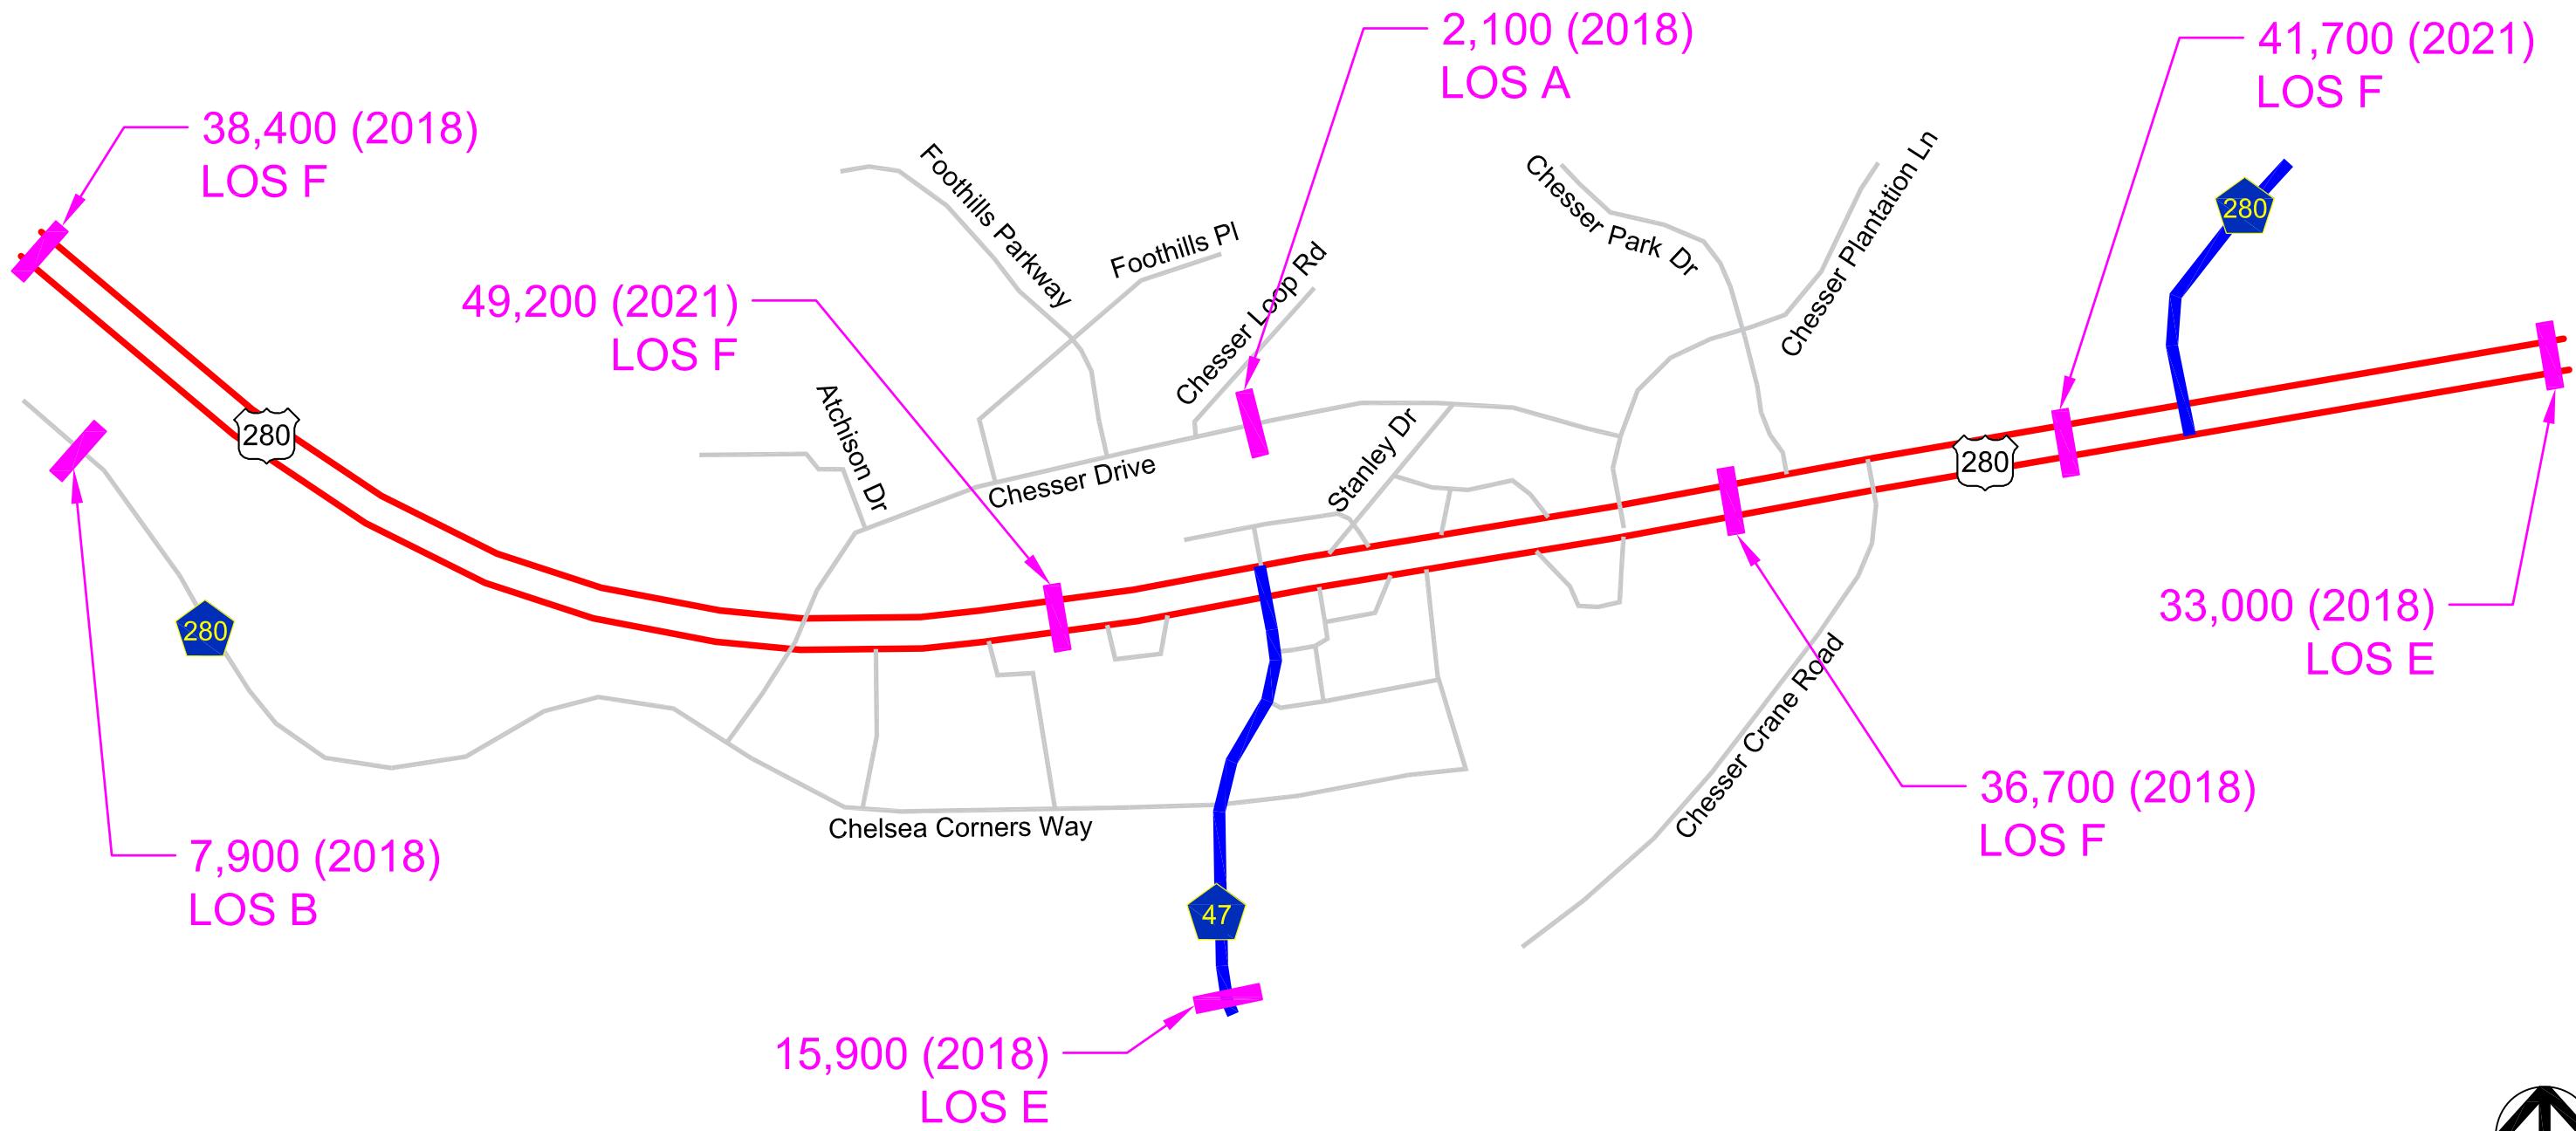 2,100 (2018)
LOS A
41,700 (2021)
LOS F
38,400 (2018)
LOS F
Foothills Parkway
Foothills Pl
Chesser Loop Rd
Chesser Park Dr
Chesser Plantation Ln
280
49,200 (2021)
LOS F
Atchison Dr
280
Chesser Drive
Stanley Dr
280
280
33,000 (2018)
LOS E
Chesser Crane Road
36,700 (2018)
LOS F
Chelsea Corners Way
7,900 (2018)
LOS B
47
15,900 (2018)
LOS E